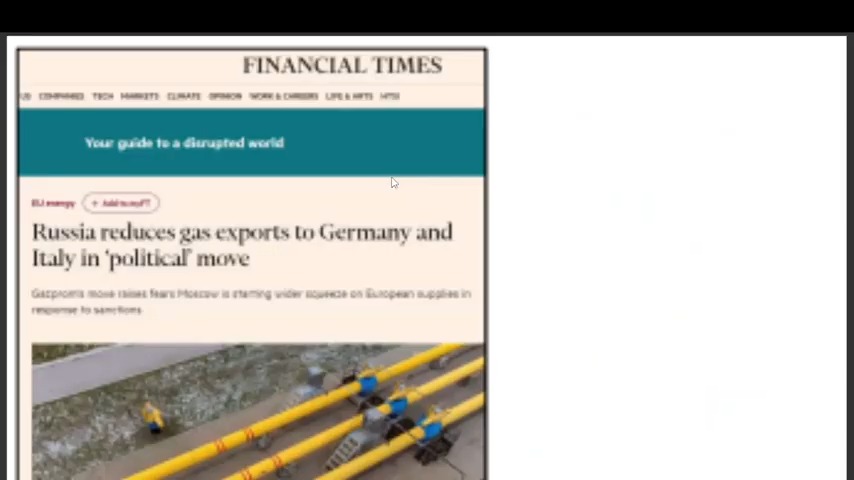 FINANCIAL TIMES
US COMPANIES TECH MARKETS CLIMATE OPINION WORK & CAREERS LIFE & ARTS HTSI
Your guide to a disrupted world
EU energy + Add to myFT
Russia reduces gas exports to Germany and
Italy in ‘political’ move
Gazprom's move raises fears Moscow is starting wider squeeze on European supplies in
response to sanctions